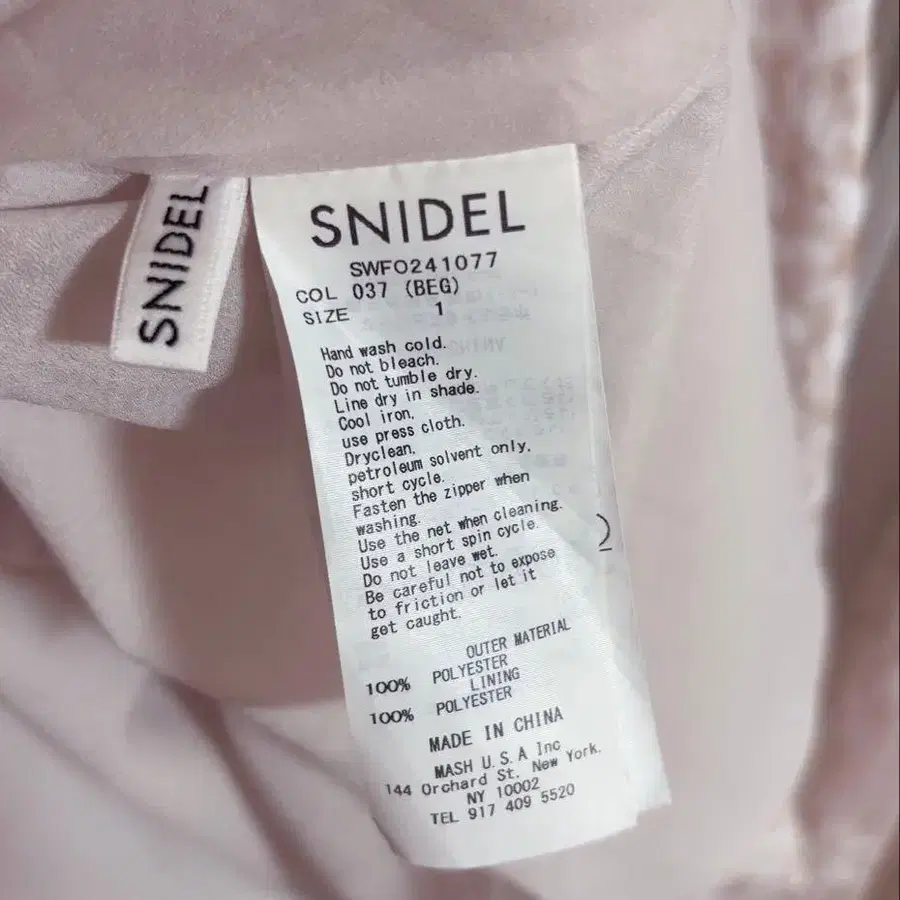 SNIDEL
SNIDEL
SWFO241077
COL 037 (BEG)
SIZE 1
Hand wash cold.
Do not bleach.
Do not tumble dry.
Line dry in shade.
Cool iron.
use press cloth.
Dryclean.
petroleum solvent only.
short cycle.
Fasten the zipper when
washing.
Use the net when cleaning.
Use a short spin cycle.
Do not leave wet.
Be careful not to expose
to friction or let it
get caught.
OUTER MATERIAL
100% POLYESTER
LINING
100% POLYESTER
MADE IN CHINA
MASH U.S.A Inc
144 Orchard St. New York.
NY 10002
TEL 917 409 5520